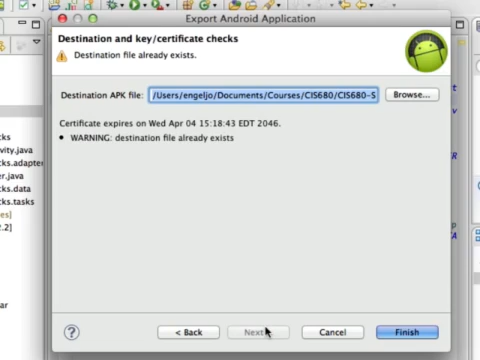 Export Android Application
Destination and key/certificate checks
Destination file already exists.
Destination APK file: /Users/engeljo/Documents/Courses/CIS680/CIS680-S Browse...
Certificate expires on Wed Apr 04 15:18:43 EDT 2046.
• WARNING: destination file already exists
cks
vity.java
cks.adapter
er.java
cks.data
cks.tasks
es]
2.2]
ar
? < Back Next > Cancel Finish